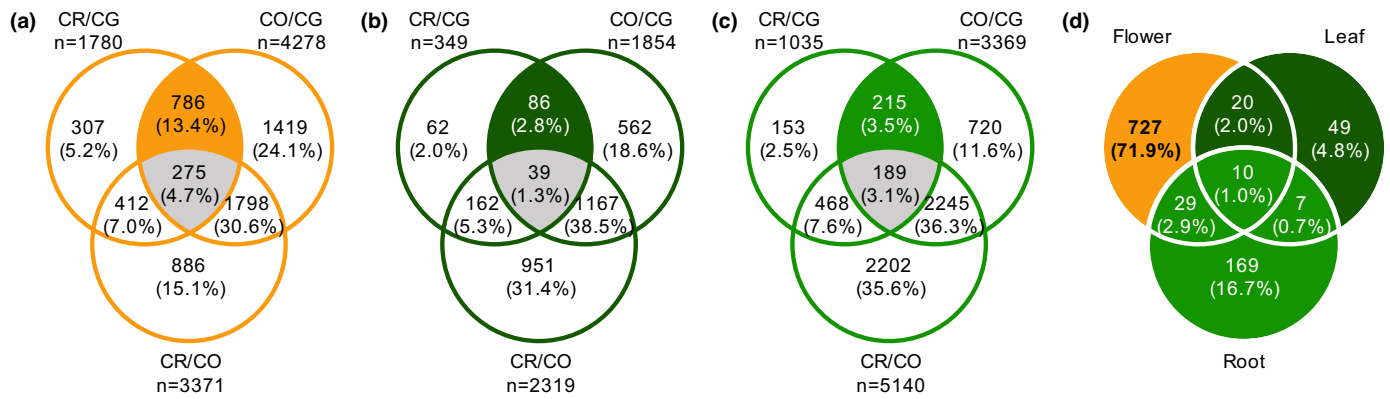 (a)
CR/CG
n=1780
CO/CG
n=4278
786
(13.4%)
307
(5.2%)
1419
(24.1%)
275
(4.7%)
412
(7.0%)
1798
(30.6%)
886
(15.1%)
CR/CO
n=3371
(b)
CR/CG
n=349
CO/CG
n=1854
86
(2.8%)
62
(2.0%)
562
(18.6%)
39
(1.3%)
162
(5.3%)
1167
(38.5%)
951
(31.4%)
CR/CO
n=2319
(c)
CR/CG
n=1035
CO/CG
n=3369
215
(3.5%)
153
(2.5%)
720
(11.6%)
189
(3.1%)
468
(7.6%)
2245
(36.3%)
2202
(35.6%)
CR/CO
n=5140
(d)
Flower
Leaf
20
(2.0%)
727
(71.9%)
49
(4.8%)
10
(1.0%)
29
(2.9%)
7
(0.7%)
169
(16.7%)
Root